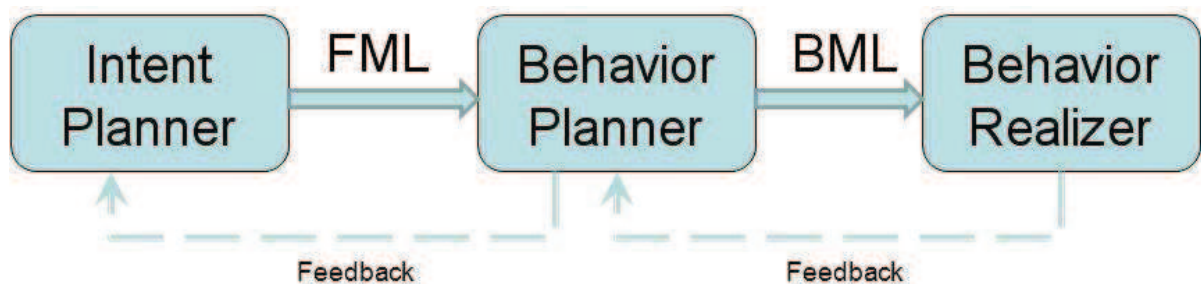 Intent
Planner
FML
Behavior
Planner
BML
Behavior
Realizer
Feedback
Feedback